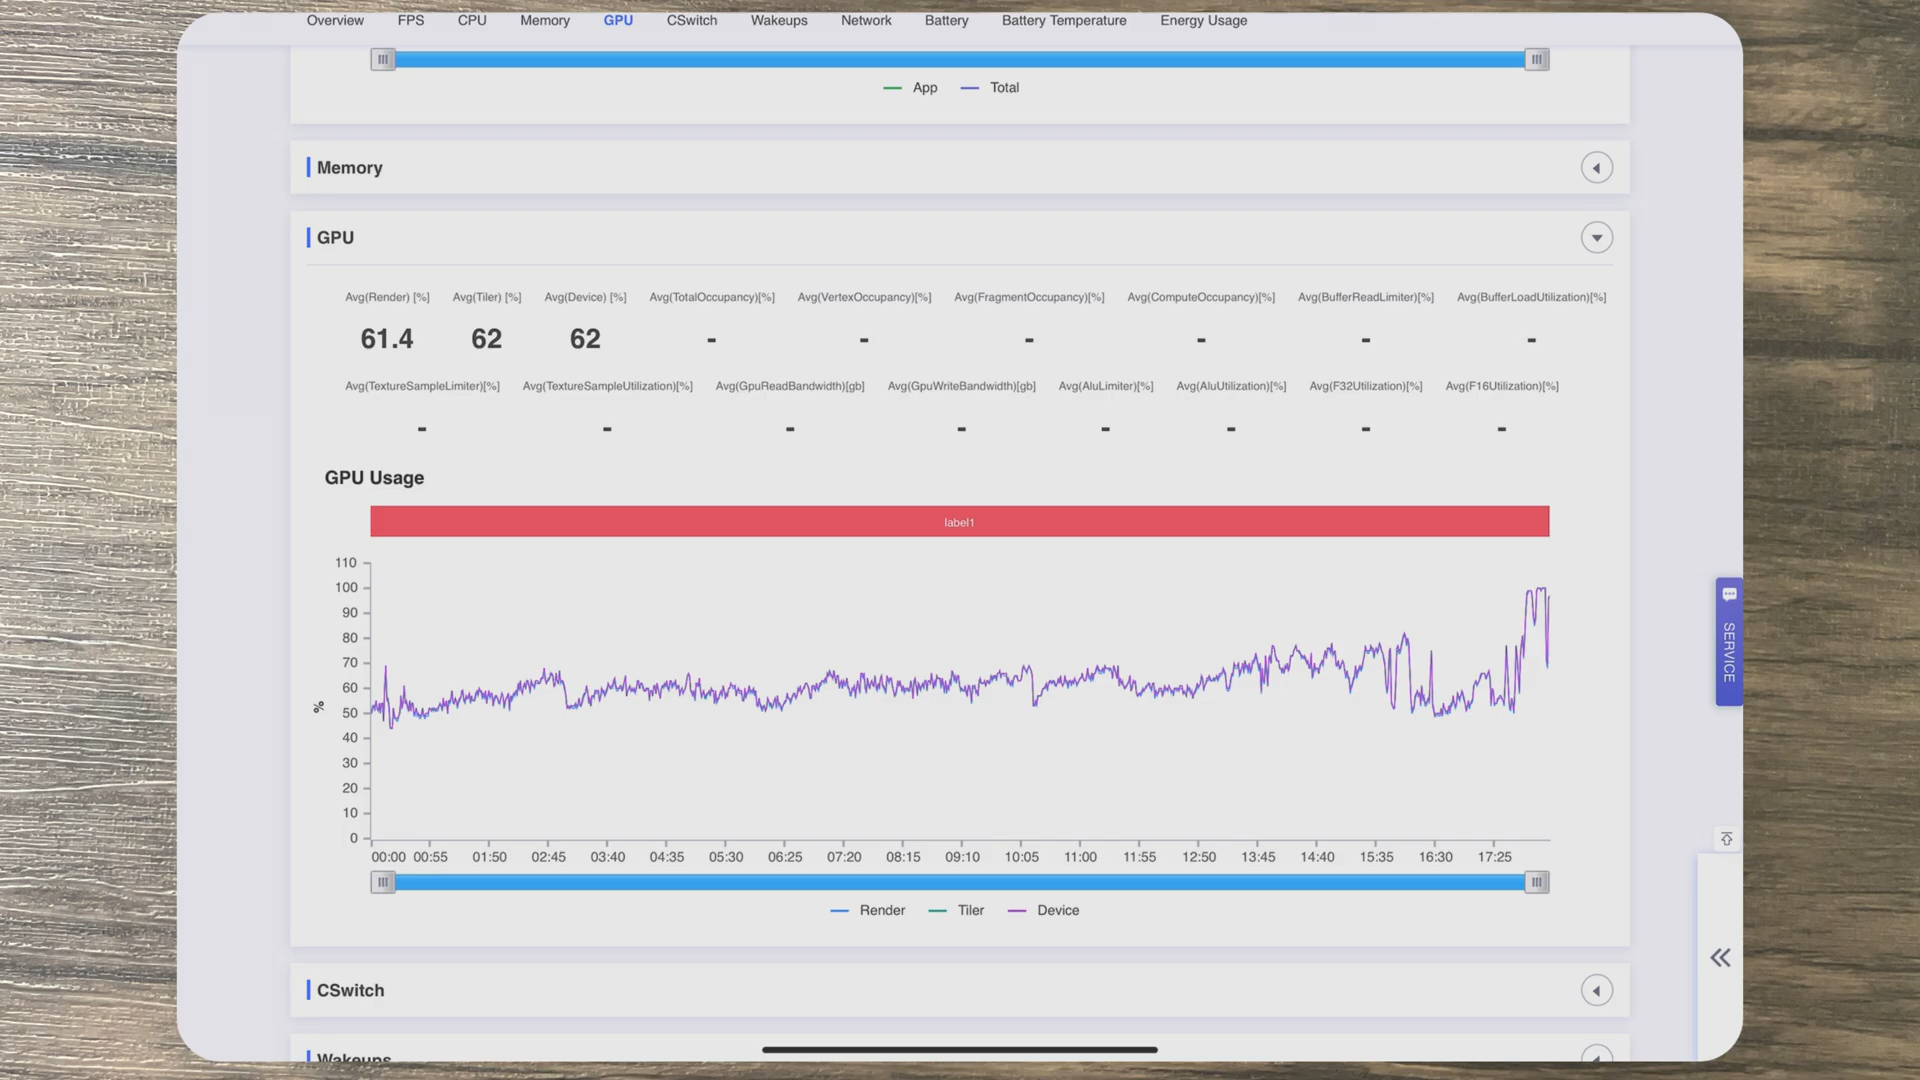 Overview FPS CPU Memory GPU CSwitch Wakeups Network Battery Battery Temperature Energy Usage
App Total
Memory
GPU
Avg(Render) [%] Avg(Tiler) [%] Avg(Device) [%] Avg(TotalOccupancy)[%] Avg(VertexOccupancy)[%] Avg(FragmentOccupancy)[%] Avg(ComputeOccupancy)[%] Avg(BufferReadLimiter)[%] Avg(BufferLoadUtilization)[%]
61.4 62 62 - - - - - -
Avg(TextureSampleLimiter)[%] Avg(TextureSampleUtilization)[%] Avg(GpuReadBandwidth)[gb] Avg(GpuWriteBandwidth)[gb] Avg(AluLimiter)[%] Avg(AluUtilization)[%] Avg(F32Utilization)[%] Avg(F16Utilization)[%]
- - - - - - - -
GPU Usage
label1
110
100
90
80
70
60
50
40
30
20
10
0
%
00:00 00:55 01:50 02:45 03:40 04:35 05:30 06:25 07:20 08:15 09:10 10:05 11:00 11:55 12:50 13:45 14:40 15:35 16:30 17:25
Render Tiler Device
SERVICE
CSwitch
Wakeups